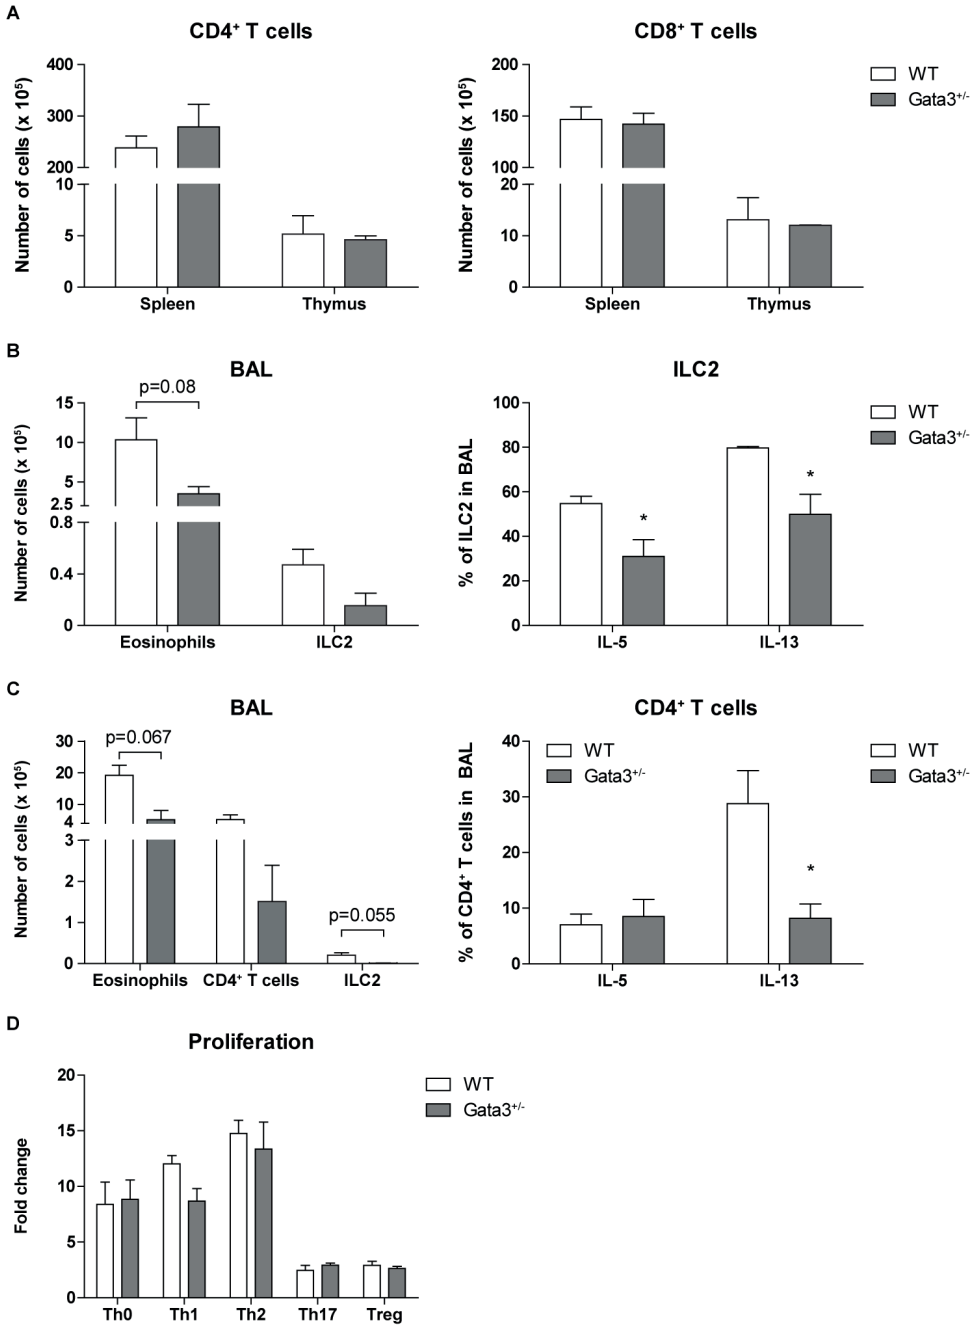 A
CD4⁺ T cells
CD8⁺ T cells
Number of cells (x 10⁵)
400
300
200
10
5
0
Spleen
Thymus
Number of cells (x 10⁵)
200
150
100
20
10
0
Spleen
Thymus
WT
Gata3⁺/⁻
B
BAL
ILC2
p=0.08
Number of cells (x 10⁵)
15
10
5
2.5
0.8
0.4
0
Eosinophils
ILC2
% of ILC2 in BAL
100
80
60
40
20
0
*
*
IL-5
IL-13
WT
Gata3⁺/⁻
C
BAL
CD4⁺ T cells
p=0.067
p=0.055
Number of cells (x 10⁵)
30
20
10
4
3
2
1
0
Eosinophils
CD4⁺ T cells
ILC2
WT
Gata3⁺/⁻
% of CD4⁺ T cells in BAL
40
30
20
10
0
*
IL-5
IL-13
WT
Gata3⁺/⁻
D
Proliferation
Fold change
20
15
10
5
0
Th0
Th1
Th2
Th17
Treg
WT
Gata3⁺/⁻